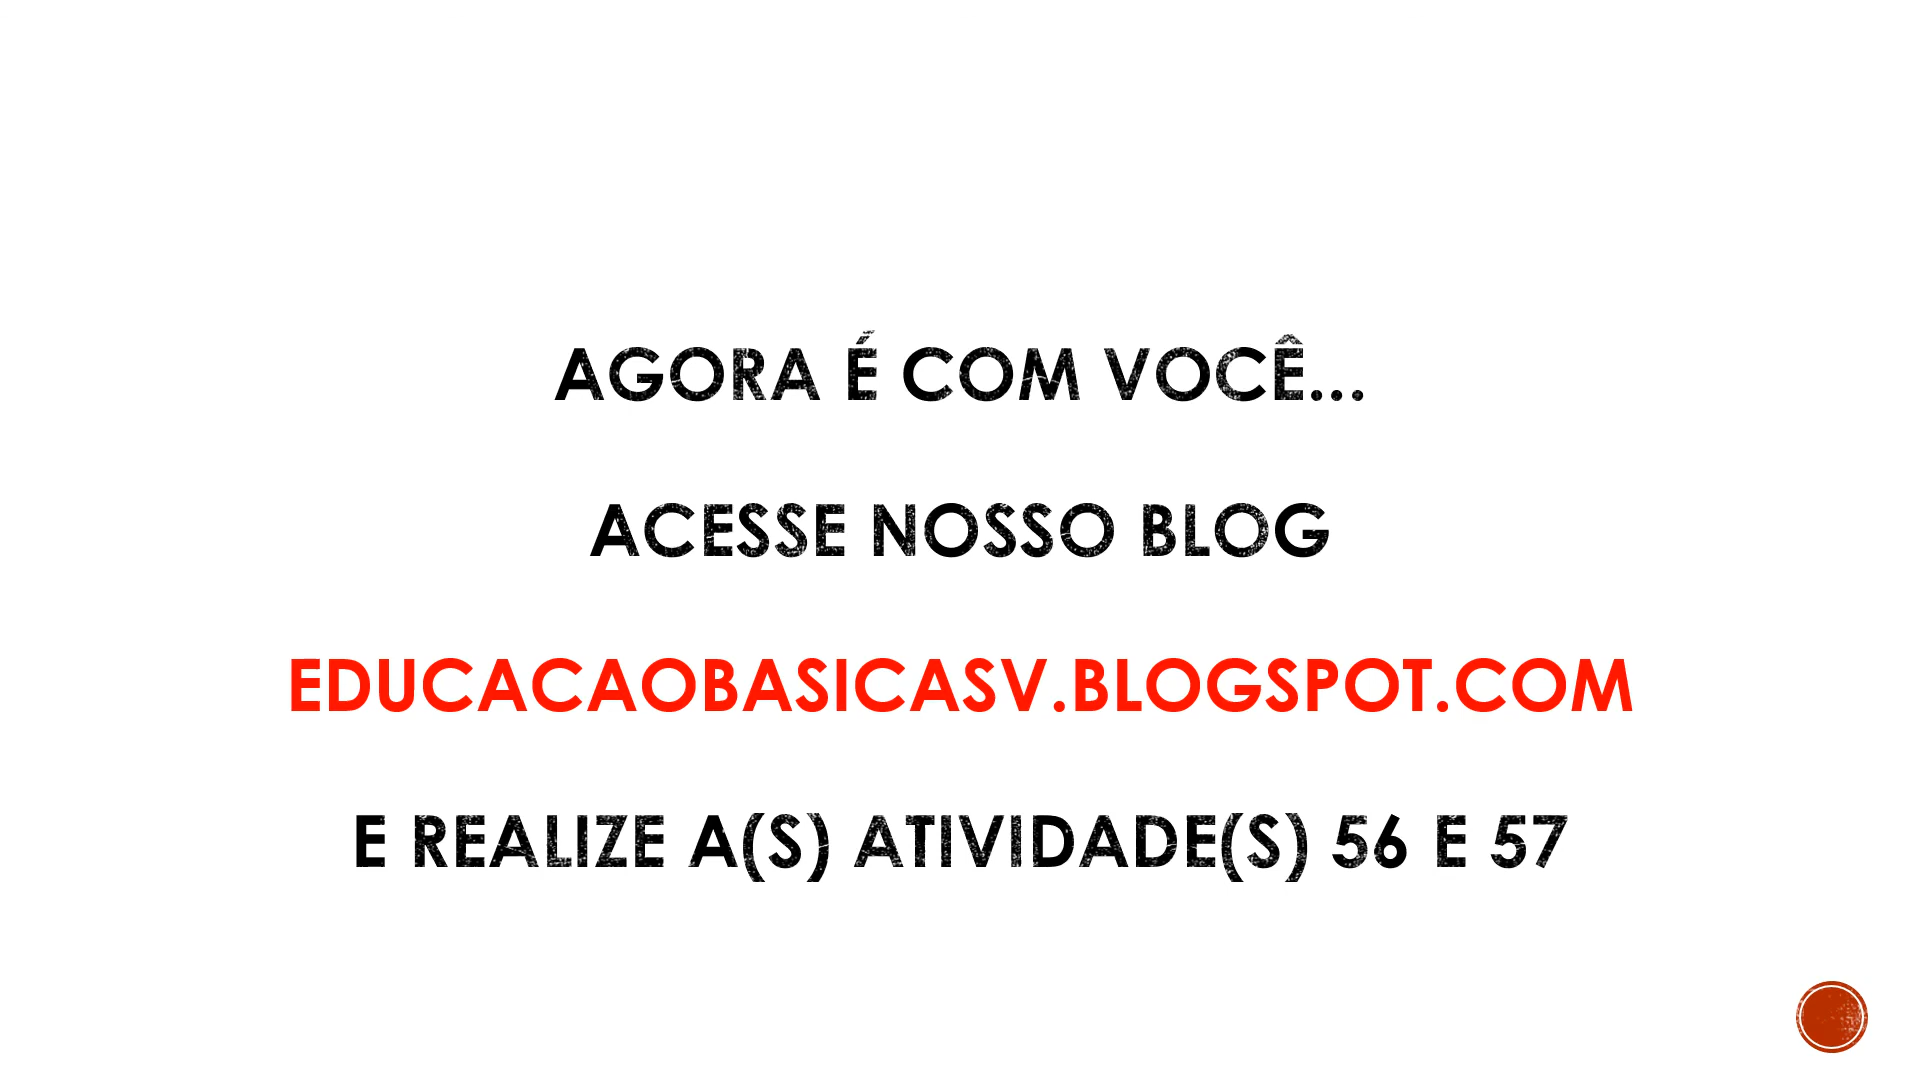 AGORA É COM VOCÊ...
ACESSE NOSSO BLOG
EDUCACAOBASICASV.BLOGSPOT.COM
E REALIZE A(S) ATIVIDADE(S) 56 E 57